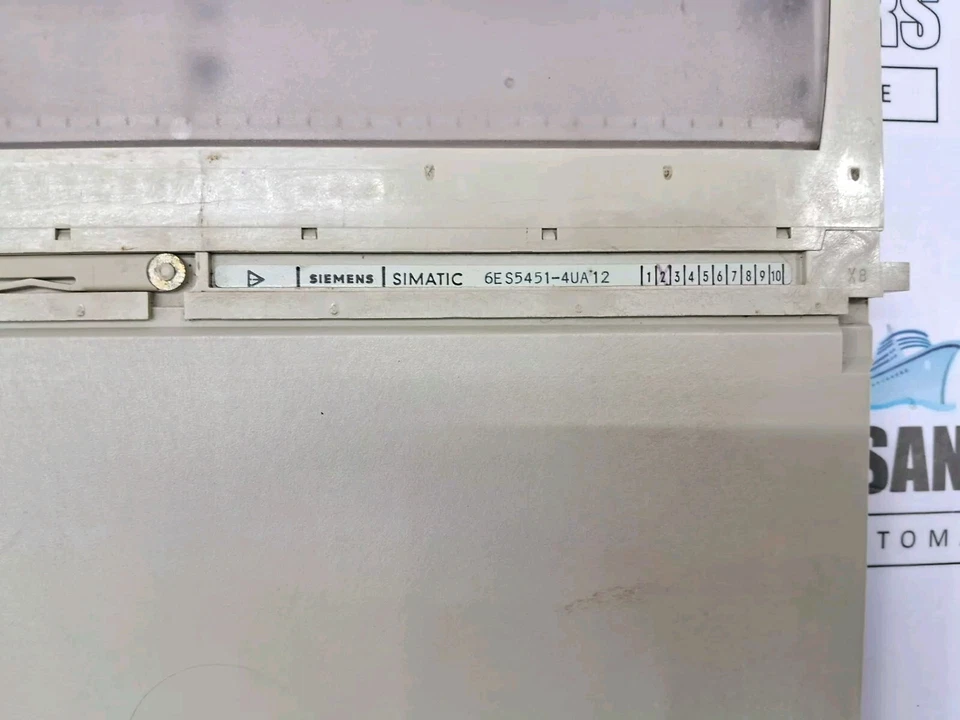 RS
E
SIEMENS SIMATIC 6ES5451-4UA12 1 2 3 4 5 6 7 8 9 10
X8
SAN
TOM